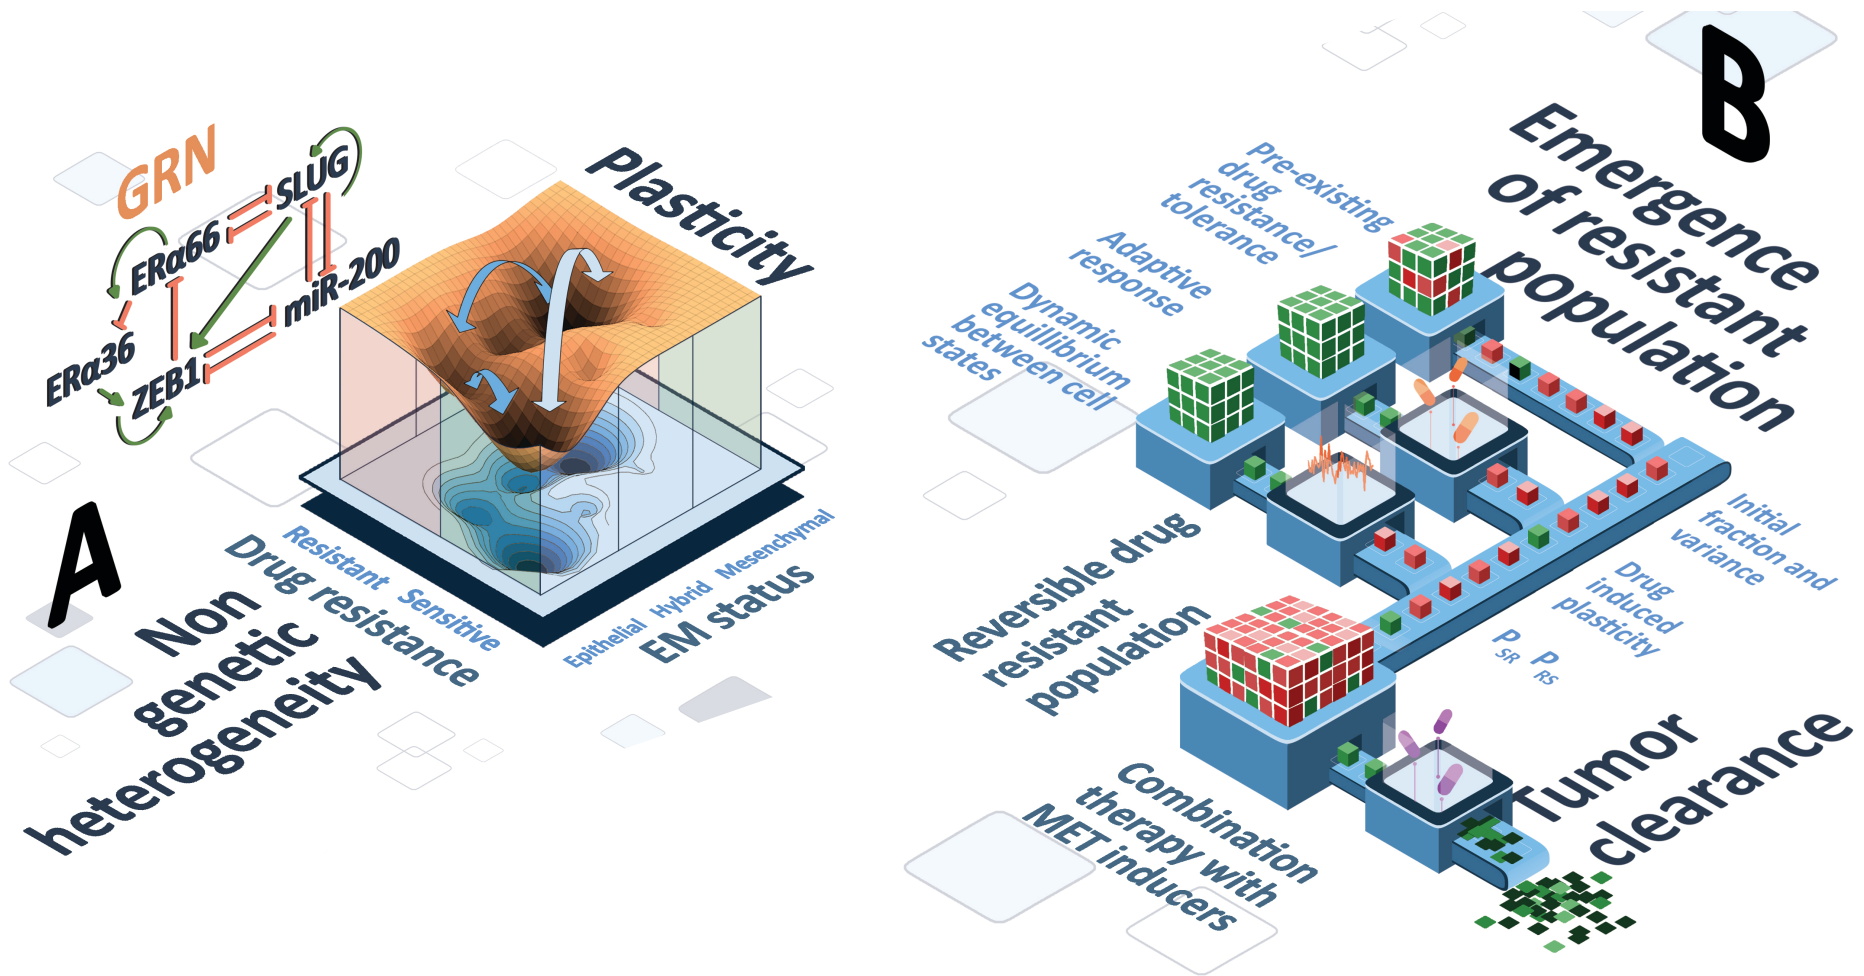 A
GRN
SLUG
ERα66
miR-200
ERα36
ZEB1
Plasticity
Resistant Sensitive
Drug resistance
Epithelial Hybrid Mesenchymal
EM status
Non
genetic
heterogeneity
B
Emergence
of resistant
population
Pre-existing
drug
resistance/
tolerance
Adaptive
response
Dynamic
equillibrium
between cell
states
Initial
fraction and
variance
Drug
induced
plasticity
PSR PRS
Reversible drug
resistant
population
Combination
therapy with
MET inducers
Tumor
clearance